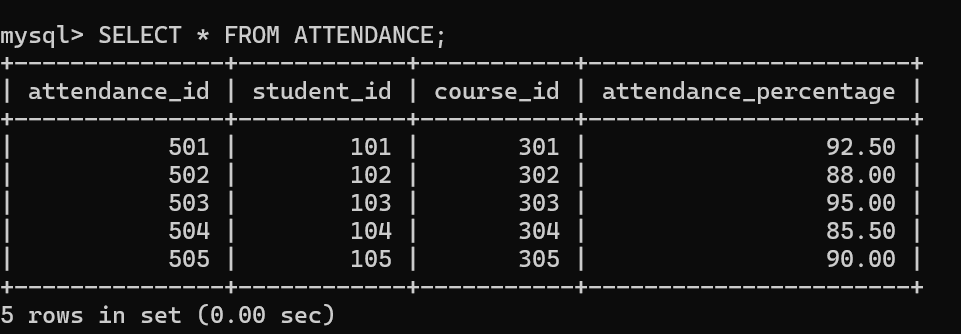 mysql> SELECT * FROM ATTENDANCE;
+---------------+------------+-----------+-----------------------+
| attendance_id | student_id | course_id | attendance_percentage |
+---------------+------------+-----------+-----------------------+
|           501 |        101 |       301 |                 92.50 |
|           502 |        102 |       302 |                 88.00 |
|           503 |        103 |       303 |                 95.00 |
|           504 |        104 |       304 |                 85.50 |
|           505 |        105 |       305 |                 90.00 |
+---------------+------------+-----------+-----------------------+
5 rows in set (0.00 sec)